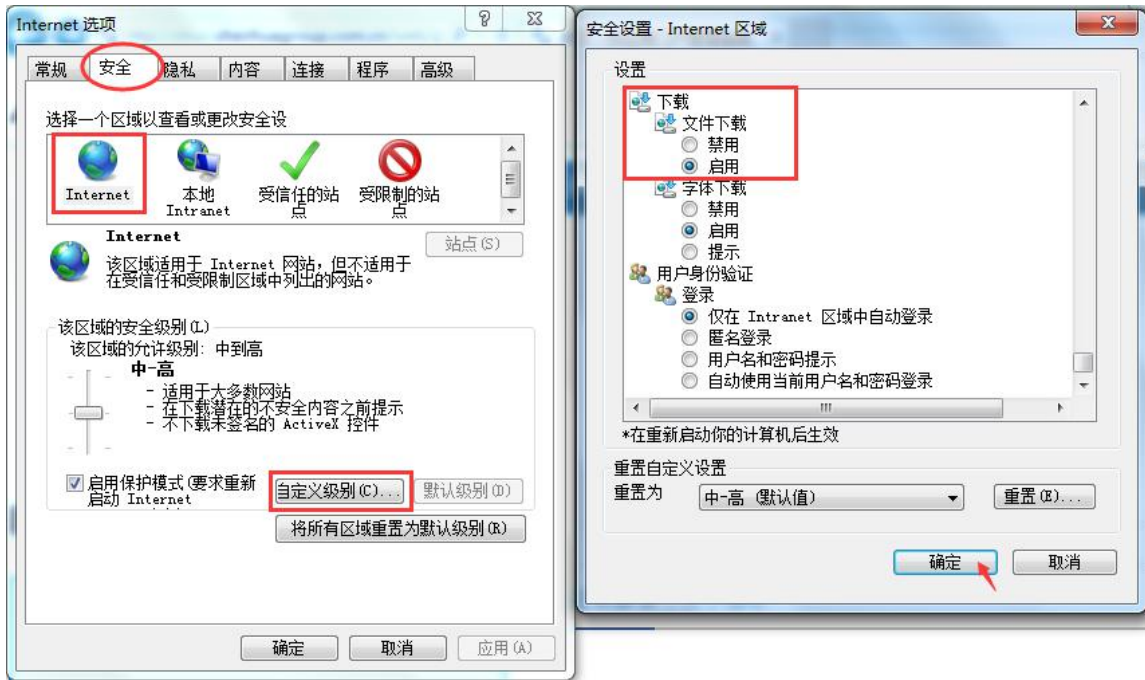 Internet 选项
常规 安全 隐私 内容 连接 程序 高级
选择一个区域以查看或更改安全设
Internet
本地
Intranet
受信任的站
点
受限制的站
点
Internet
站点(S)
该区域适用于 Internet 网站，但不适用于
在受信任和受限制区域中列出的网站。
该区域的安全级别(L)
该区域的允许级别: 中到高
中-高
- 适用于大多数网站
- 在下载潜在的不安全内容之前提示
- 不下载未签名的 ActiveX 控件
启用保护模式(要求重新
启动 Internet
自定义级别(C)...
默认级别(D)
将所有区域重置为默认级别(R)
确定 取消 应用(A)
安全设置 - Internet 区域
设置
下载
文件下载
禁用
启用
字体下载
禁用
启用
提示
用户身份验证
登录
仅在 Intranet 区域中自动登录
匿名登录
用户名和密码提示
自动使用当前用户名和密码登录
*在重新启动你的计算机后生效
重置自定义设置
重置为 中-高 (默认值) 重置(E)...
确定 取消